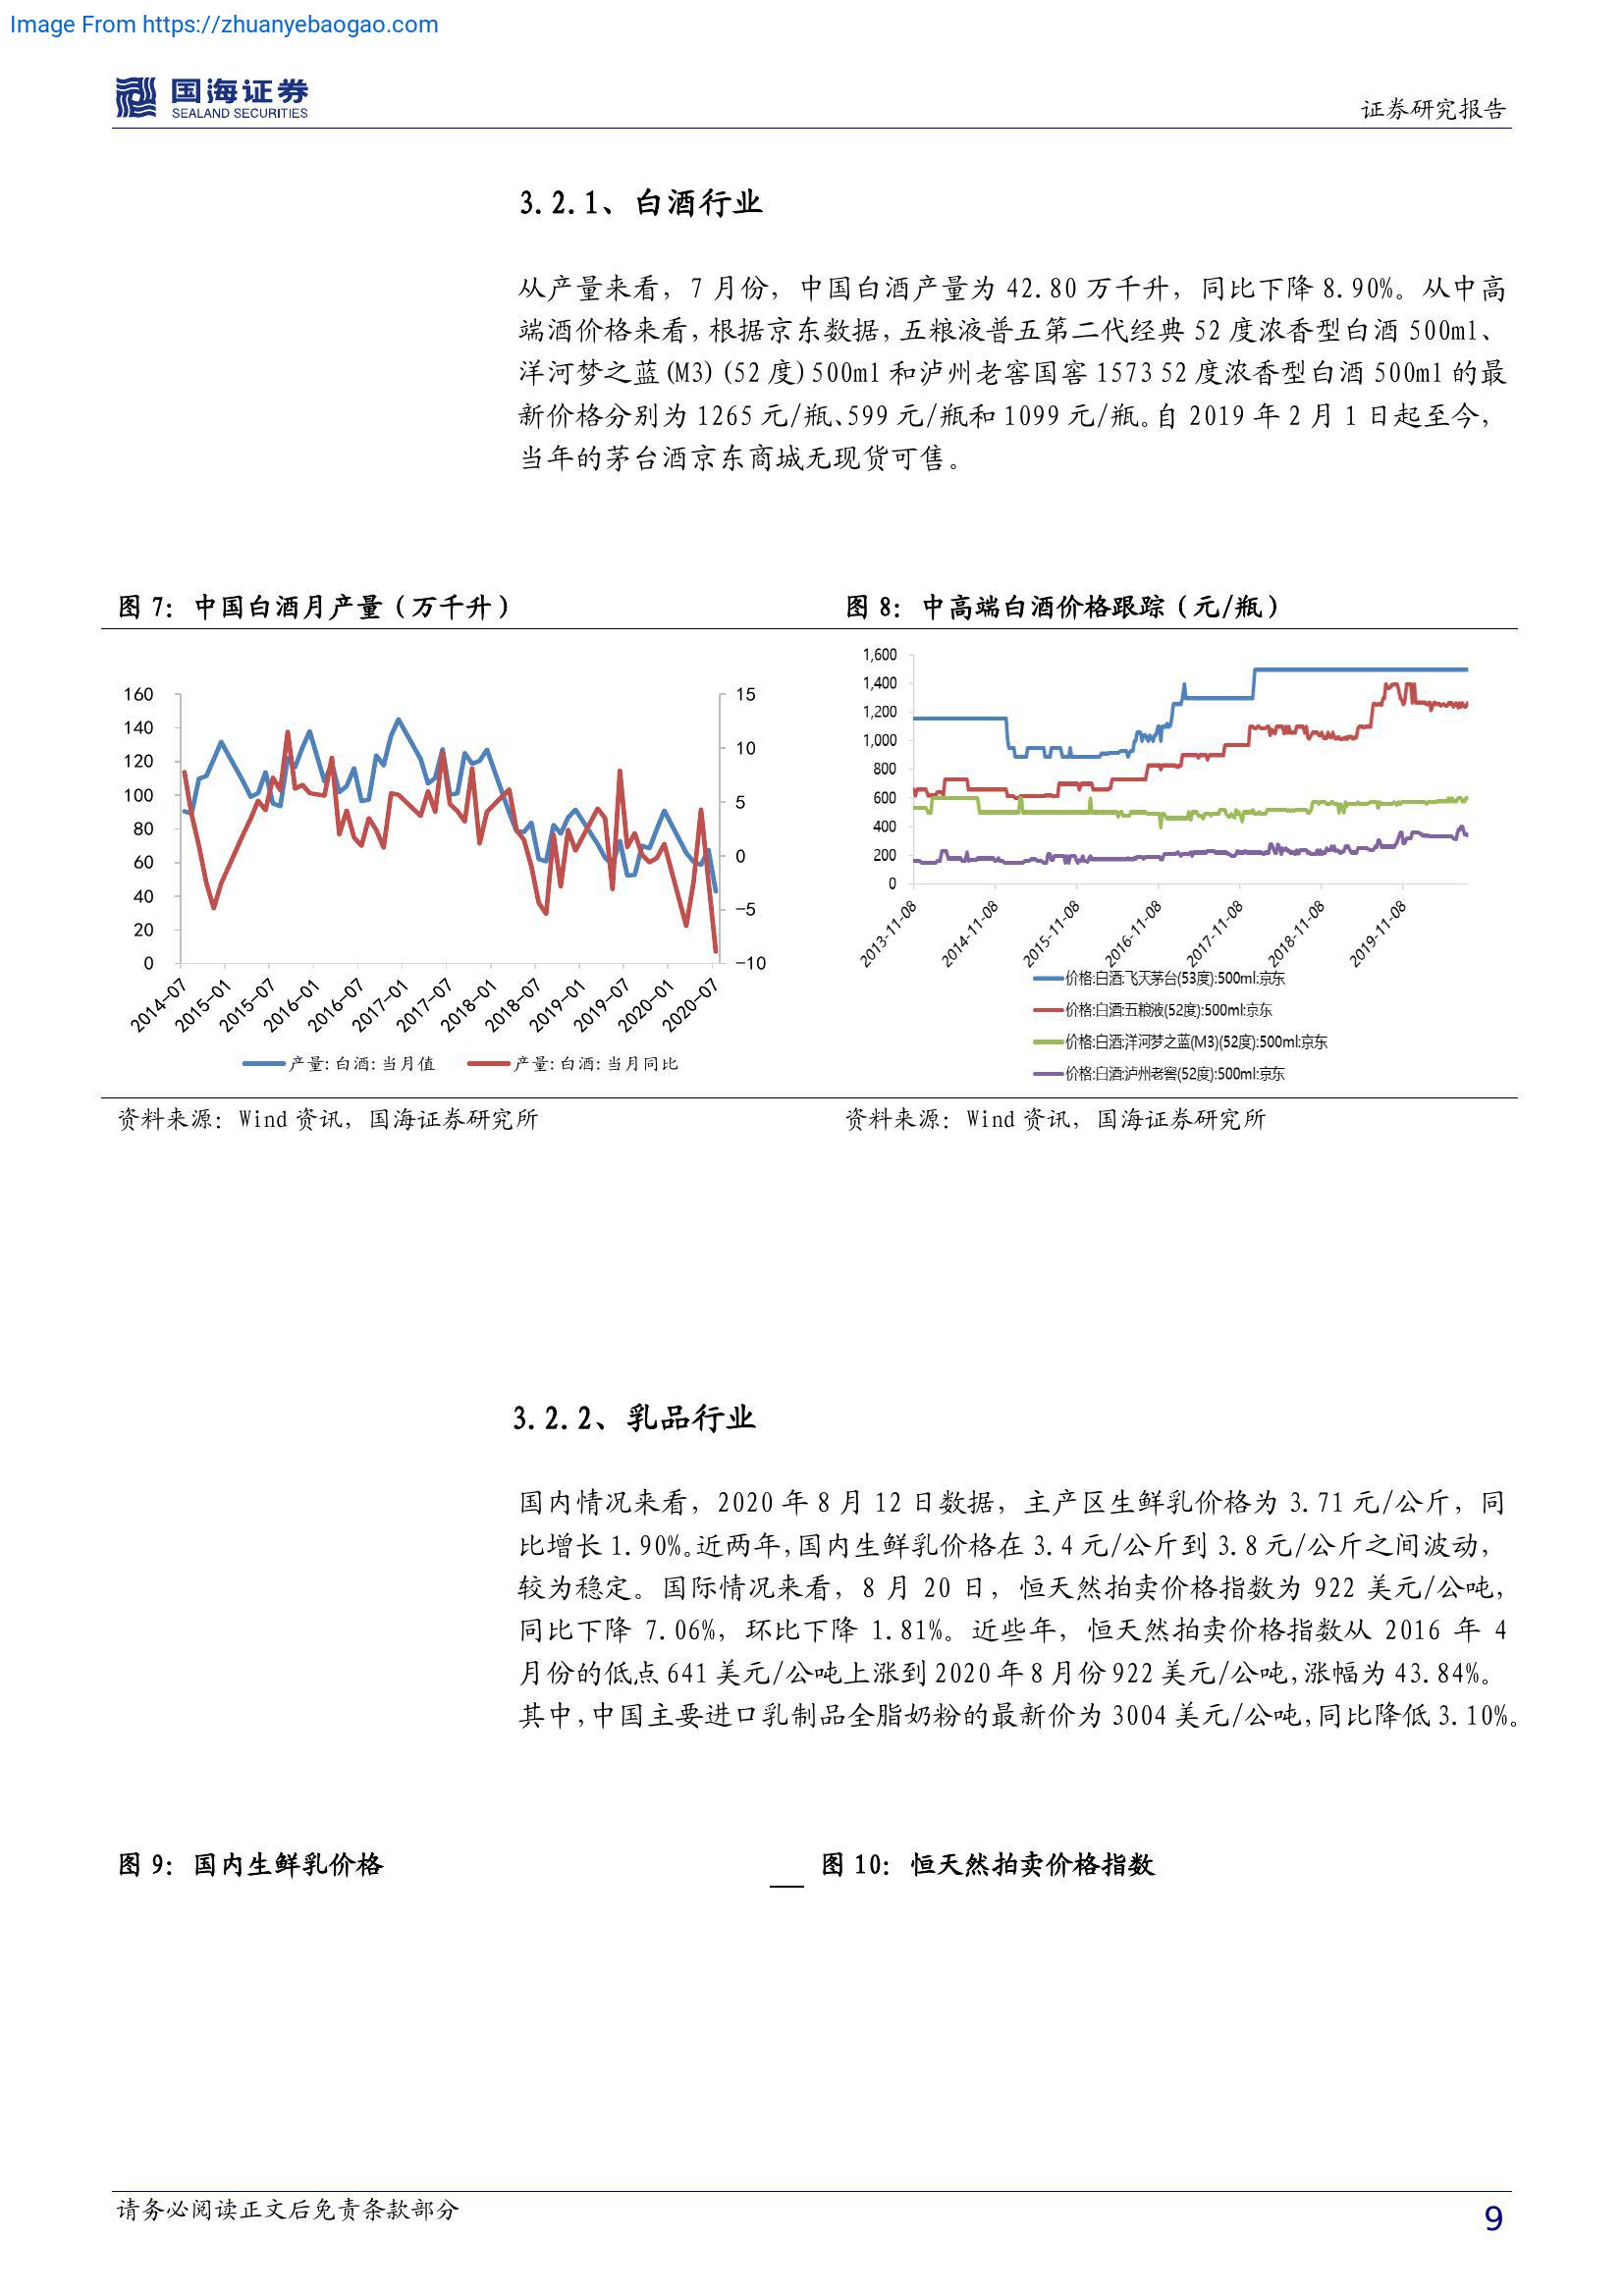 Image From https://zhuanyebaogao.com
国海证券
SEALAND SECURITIES
证券研究报告
3.2.1、白酒行业
从产量来看，7 月份，中国白酒产量为 42.80 万千升，同比下降 8.90%。从中高
端酒价格来看，根据京东数据，五粮液普五第二代经典 52 度浓香型白酒 500ml、
洋河梦之蓝(M3)(52 度)500ml 和泸州老窖国窖 1573 52 度浓香型白酒 500ml 的最
新价格分别为 1265 元/瓶、599 元/瓶和 1099 元/瓶。自 2019 年 2 月 1 日起至今，
当年的茅台酒京东商城无现货可售。
图 7：中国白酒月产量（万千升）
160
140
120
100
80
60
40
20
0
15
10
5
0
-5
-10
2014-07
2015-01
2015-07
2016-01
2016-07
2017-01
2017-07
2018-01
2018-07
2019-01
2019-07
2020-01
2020-07
产量:白酒:当月值
产量:白酒:当月同比
资料来源：Wind 资讯，国海证券研究所
图 8：中高端白酒价格跟踪（元/瓶）
1,600
1,400
1,200
1,000
800
600
400
200
0
2013-11-08
2014-11-08
2015-11-08
2016-11-08
2017-11-08
2018-11-08
2019-11-08
价格:白酒:飞天茅台(53度):500ml:京东
价格:白酒:五粮液(52度):500ml:京东
价格:白酒:洋河梦之蓝(M3)(52度):500ml:京东
价格:白酒:泸州老窖(52度):500ml:京东
资料来源：Wind 资讯，国海证券研究所
3.2.2、乳品行业
国内情况来看，2020 年 8 月 12 日数据，主产区生鲜乳价格为 3.71 元/公斤，同
比增长 1.90%。近两年，国内生鲜乳价格在 3.4 元/公斤到 3.8 元/公斤之间波动，
较为稳定。国际情况来看，8 月 20 日，恒天然拍卖价格指数为 922 美元/公吨，
同比下降 7.06%，环比下降 1.81%。近些年，恒天然拍卖价格指数从 2016 年 4
月份的低点 641 美元/公吨上涨到 2020 年 8 月份 922 美元/公吨，涨幅为 43.84%。
其中，中国主要进口乳制品全脂奶粉的最新价为 3004 美元/公吨，同比降低 3.10%。
图 9：国内生鲜乳价格
图 10：恒天然拍卖价格指数
请务必阅读正文后免责条款部分
9